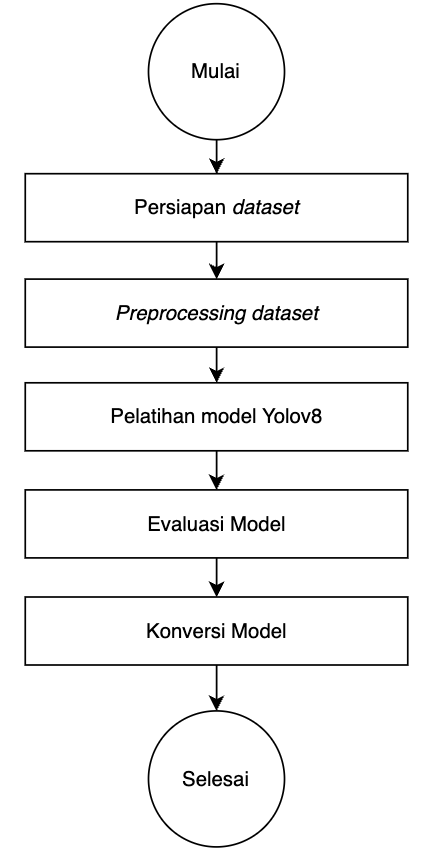 Mulai
Persiapan dataset
Preprocessing dataset
Pelatihan model Yolov8
Evaluasi Model
Konversi Model
Selesai